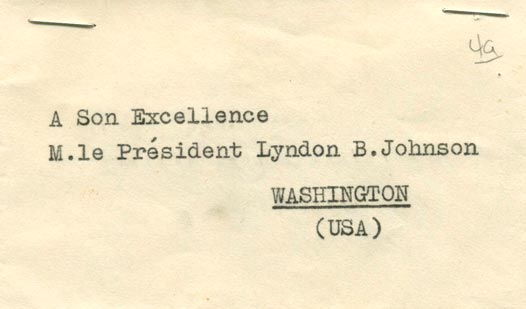 4a
A Son Excellence
M.le Président Lyndon B.Johnson
WASHINGTON
(USA)